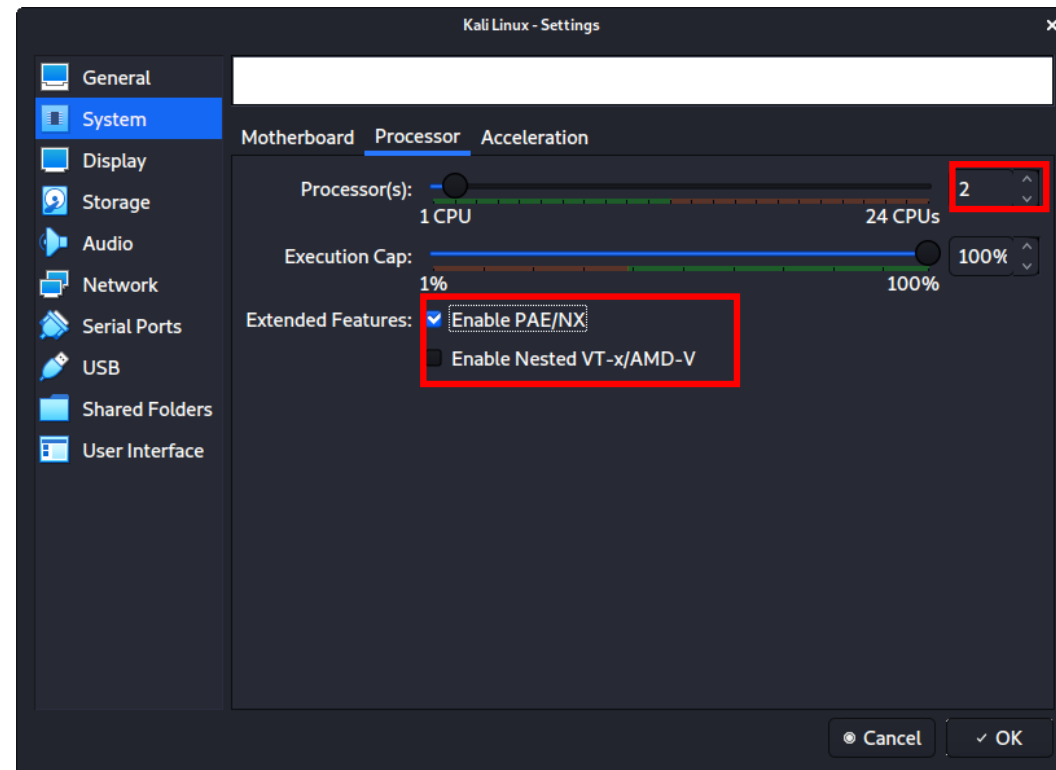 Kali Linux - Settings
General
System
Display
Storage
Audio
Network
Serial Ports
USB
Shared Folders
User Interface
Motherboard Processor Acceleration
Processor(s): 2
1 CPU 24 CPUs
Execution Cap: 100%
1% 100%
Extended Features: Enable PAE/NX
Enable Nested VT-x/AMD-V
Cancel OK